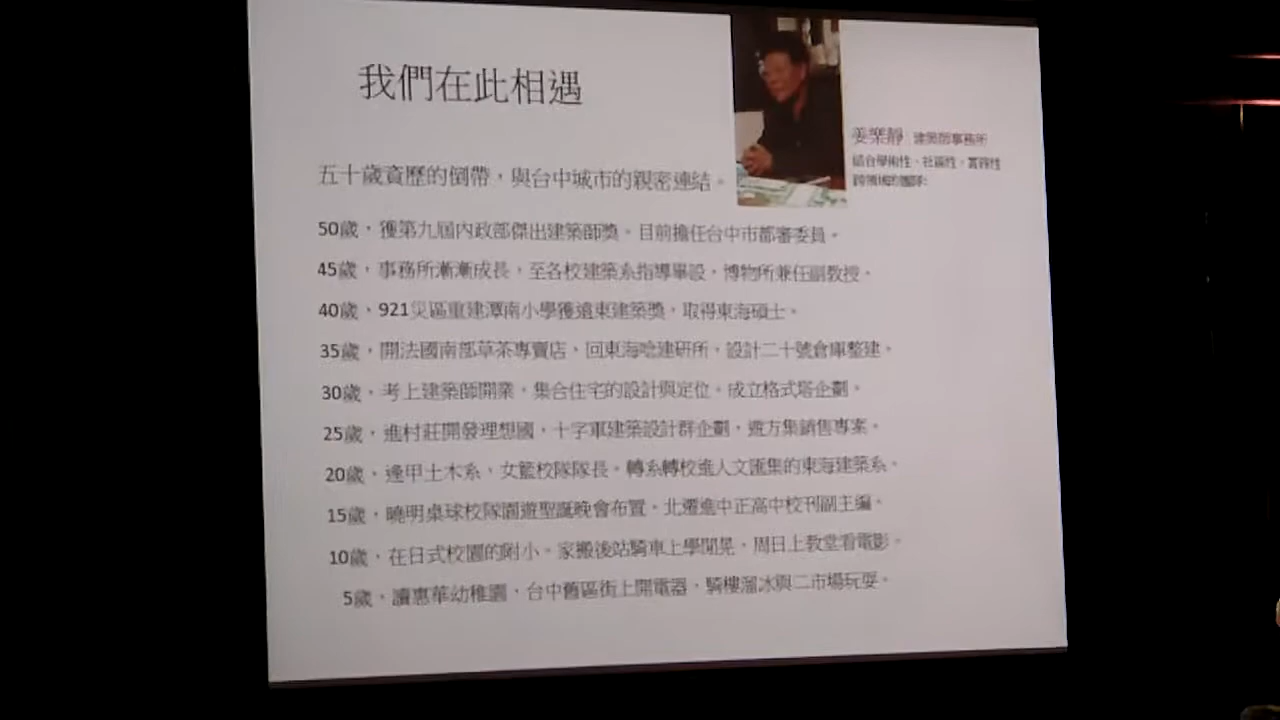 我們在此相遇
姜樂靜 建築師事務所
結合學術性、社區性、實踐性
跨領域的團隊
五十歲資歷的倒帶，與台中城市的親密連結。
50歲，獲第九屆內政部傑出建築師獎。目前擔任台中市都審委員。
45歲，事務所漸漸成長，至各校建築系指導畢設，博物所兼任副教授。
40歲，921災區重建潭南小學獲遠東建築獎，取得東海碩士。
35歲，開法國南部草茶專賣店、回東海唸建研所，設計二十號倉庫整建。
30歲，考上建築師開業，集合住宅的設計與定位。成立格式塔企劃。
25歲，進村莊開發理想國，十字軍建築設計群企劃，遊方集銷售專案。
20歲，逢甲土木系，女籃校隊隊長。轉系轉校進人文匯集的東海建築系。
15歲，曉明桌球校隊園遊聖誕晚會布置。北遷進中正高中校刊副主編。
10歲，在日式校園的附小。家搬後站騎車上學閒晃，周日上教堂看電影。
5歲，讀惠華幼稚園，台中舊區街上開電器，騎樓溜冰與二市場玩耍。